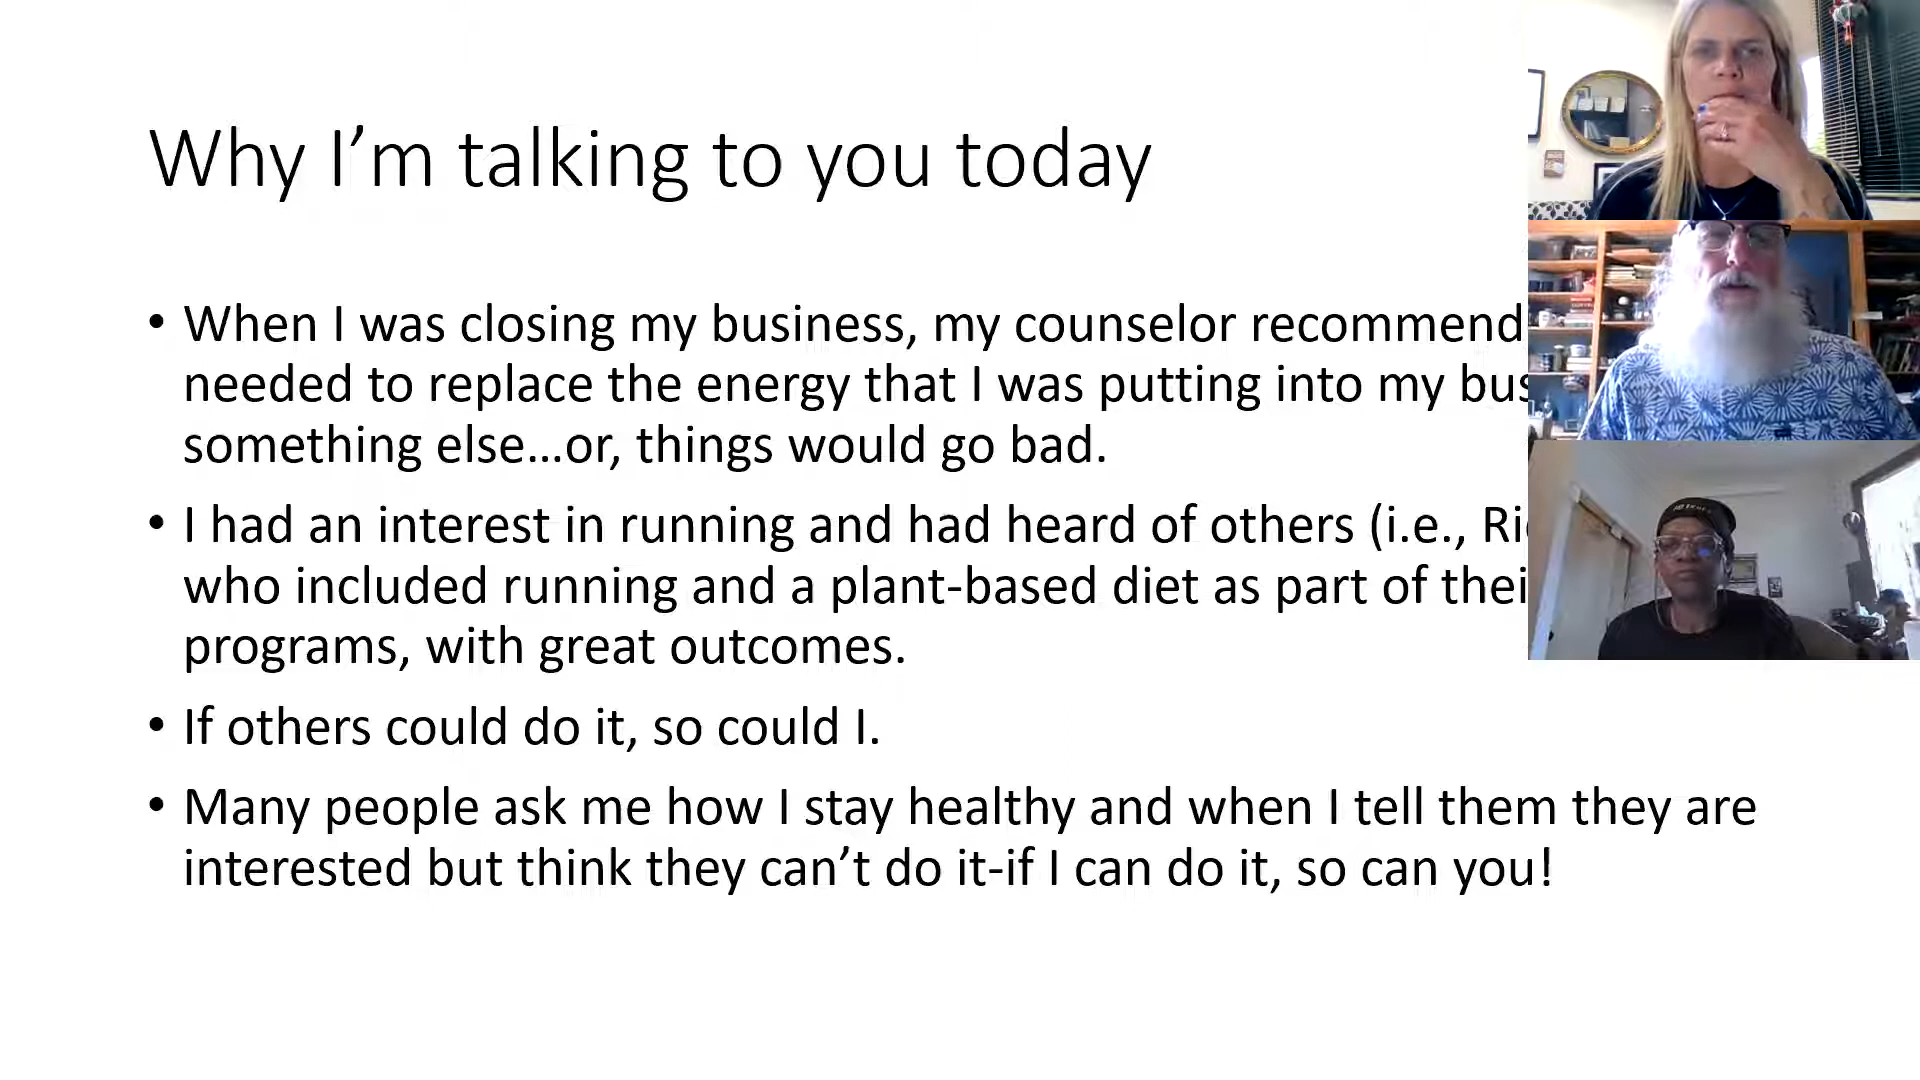 Why I’m talking to you today
• When I was closing my business, my counselor recommend
needed to replace the energy that I was putting into my bus
something else…or, things would go bad.
• I had an interest in running and had heard of others (i.e., Ri
who included running and a plant-based diet as part of thei
programs, with great outcomes.
• If others could do it, so could I.
• Many people ask me how I stay healthy and when I tell them they are
interested but think they can’t do it-if I can do it, so can you!